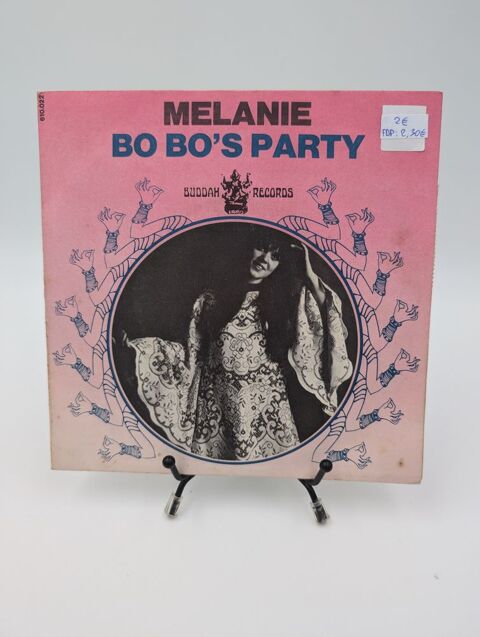 610.022
MELANIE
BO BO'S PARTY
BUDDAH RECORDS
2€
FDP: 2,30€